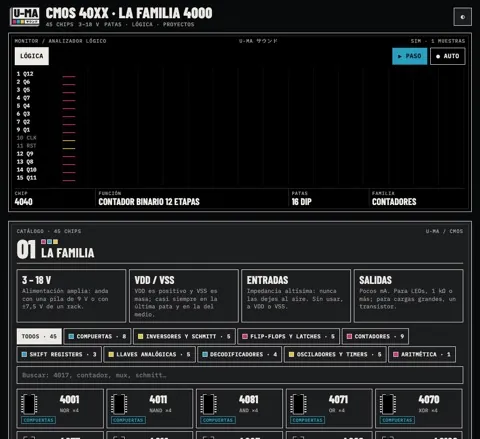 U-MA
CMOS 40XX · LA FAMILIA 4000
45 CHIPS 3–18 V PATAS · LÓGICA · PROYECTOS
MONITOR / ANALIZADOR LÓGICO
U-MA サウンド
SIM · 1 MUESTRAS
LÓGICA
▶ PASO
● AUTO
1 Q12
2 Q6
3 Q5
4 Q7
5 Q4
6 Q3
7 Q2
9 Q1
10 CLK
11 RST
12 Q9
13 Q8
14 Q10
15 Q11
CHIP
4040
FUNCIÓN
CONTADOR BINARIO 12 ETAPAS
PATAS
16 DIP
FAMILIA
CONTADORES
CATÁLOGO · 45 CHIPS
U-MA / CMOS
01
LA FAMILIA
3 – 18 V
Alimentación amplia: anda
con una pila de 9 V o con
±7,5 V de un rack.
VDD / VSS
VDD es positivo y VSS es
masa; casi siempre en la
última pata y en la del
medio.
ENTRADAS
Impedancia altísima: nunca
las dejes al aire. Sin usar,
a VDD o VSS.
SALIDAS
Pocos mA. Para LEDs, 1 kΩ o
más; para cargas grandes, un
transistor.
TODOS · 45
COMPUERTAS · 8
INVERSORES Y SCHMITT · 5
FLIP-FLOPS Y LATCHES · 5
CONTADORES · 9
SHIFT REGISTERS · 3
LLAVES ANALÓGICAS · 5
DECODIFICADORES · 4
OSCILADORES Y TIMERS · 5
ARITMÉTICA · 1
Buscar: 4017, contador, mux, schmitt…
4001
NOR ×4
COMPUERTAS
4011
NAND ×4
COMPUERTAS
4081
AND ×4
COMPUERTAS
4071
OR ×4
COMPUERTAS
4070
XOR ×4
COMPUERTAS